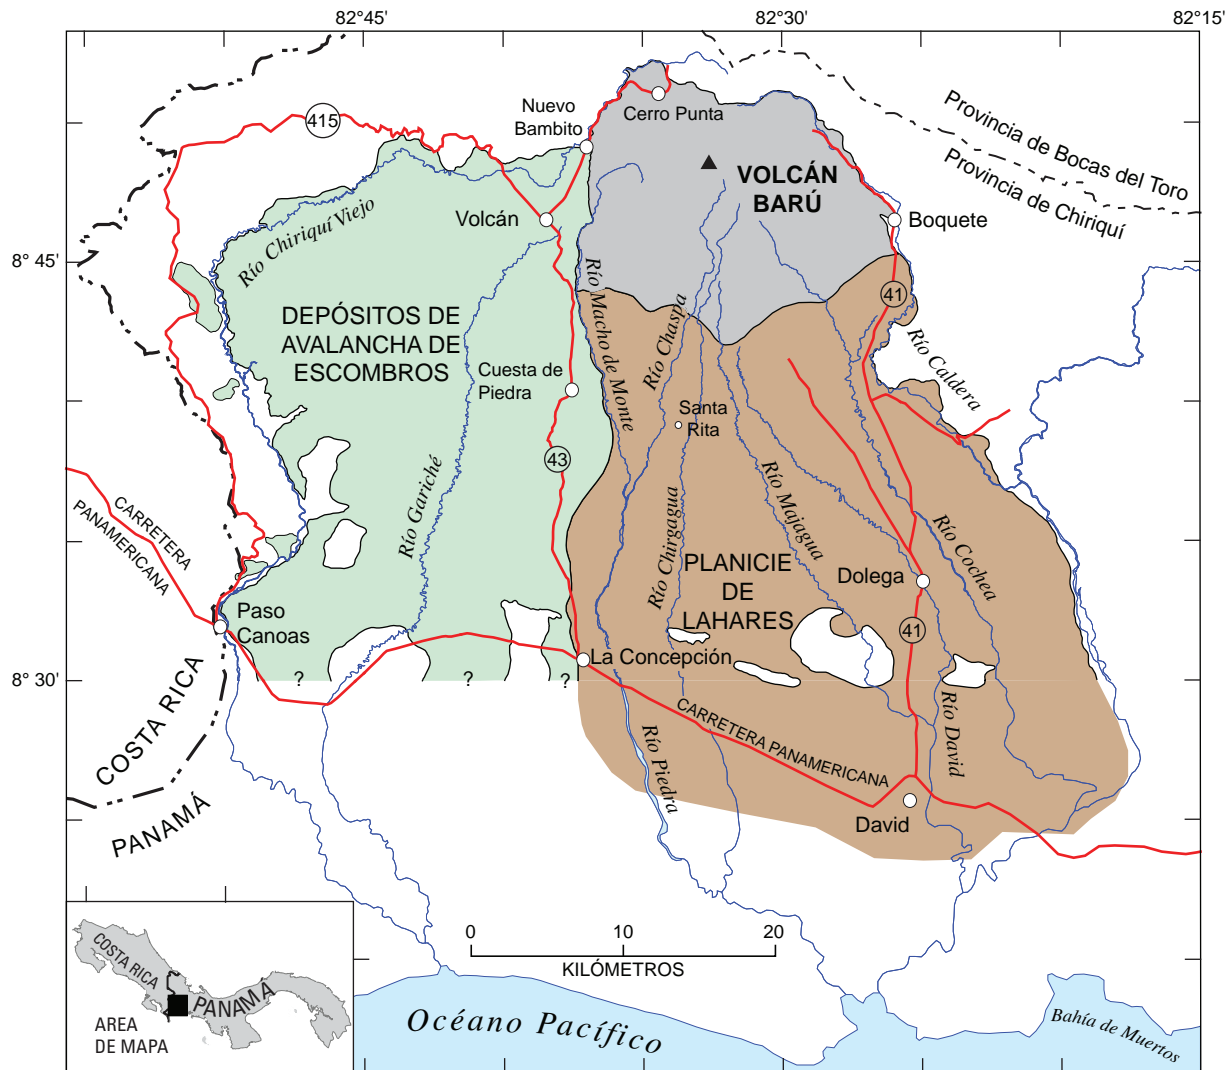 82°45'
82°30'
82°15'
8°45'
8°30'
415
Nuevo
Bambito
Cerro Punta
Provincia de Bocas del Toro
Provincia de Chiriquí
VOLCÁN
BARÚ
Volcán
Boquete
Río Chiriquí Viejo
41
DEPÓSITOS DE
AVALANCHA DE
ESCOMBROS
Río Macho de Monte
Río Chaspa
Río Caldera
Cuesta de
Piedra
Santa
Rita
43
Río Gariché
Río Chirgagua
Río Majagua
Río Cochea
CARRETERA
PANAMERICANA
PLANICIE
DE
LAHARES
Dolega
Paso
Canoas
41
La Concepción
?
?
?
CARRETERA PANAMERICANA
Río David
Río Piedra
COSTA RICA
PANAMÁ
David
0
10
20
KILÓMETROS
COSTA RICA
PANAMÁ
AREA
DE MAPA
Océano Pacífico
Bahía de Muertos